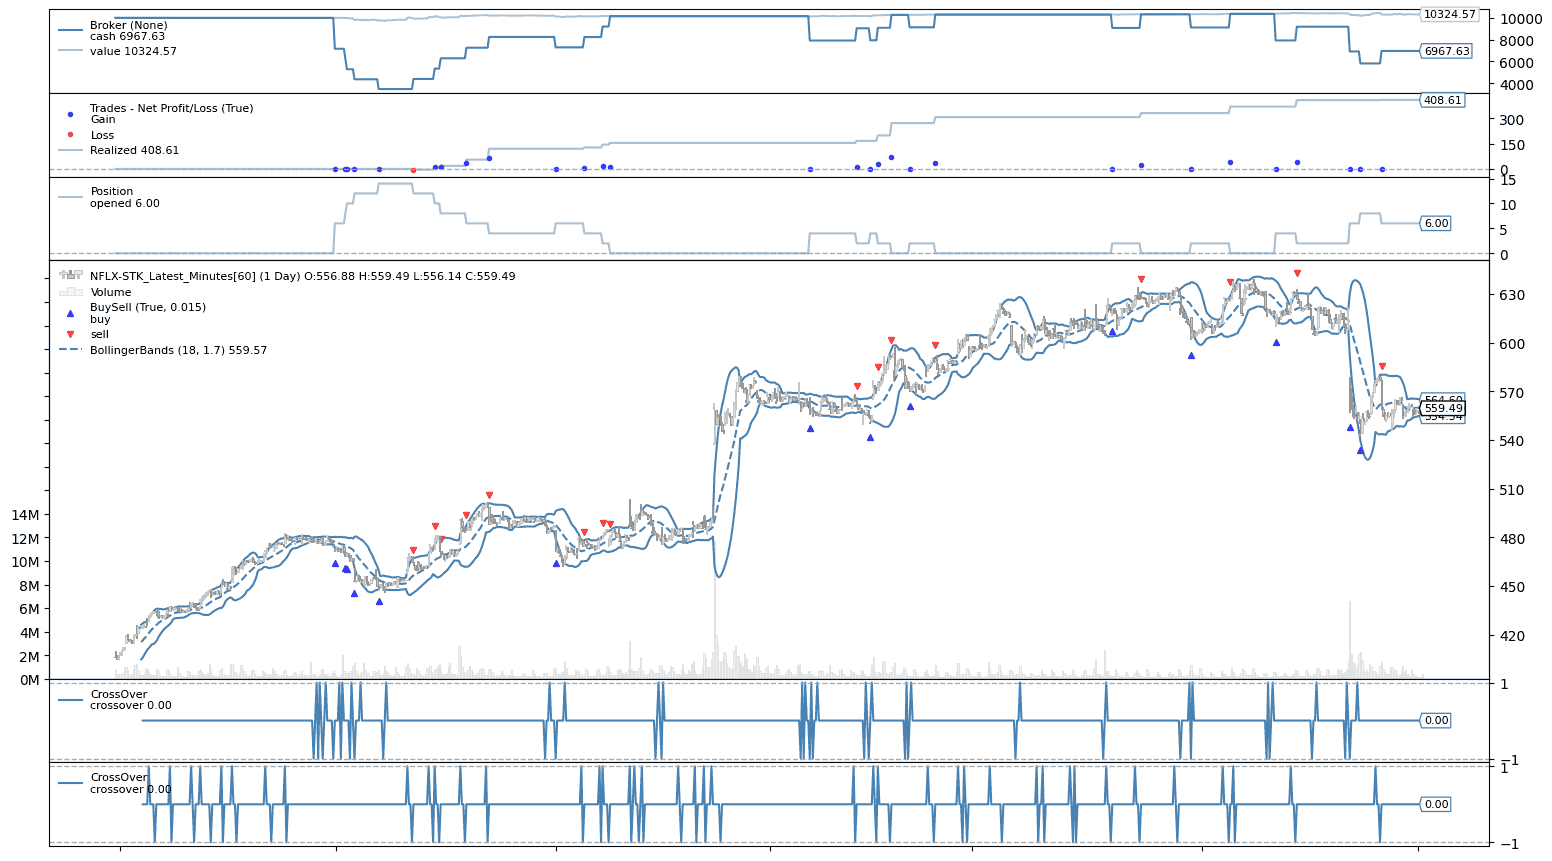 Broker (None)
cash 6967.63
value 10324.57
10324.57
6967.63
10000
8000
6000
4000
Trades - Net Profit/Loss (True)
Gain
Loss
Realized 408.61
408.61
300
150
0
Position
opened 6.00
6.00
15
10
5
0
NFLX-STK_Latest_Minutes[60] (1 Day) O:556.88 H:559.49 L:556.14 C:559.49
Volume
BuySell (True, 0.015)
buy
sell
BollingerBands (18, 1.7) 559.57
14M
12M
10M
8M
6M
4M
2M
0M
630
600
570
559.49
540
510
480
450
420
CrossOver
crossover 0.00
0.00
1
−1
CrossOver
crossover 0.00
0.00
1
−1